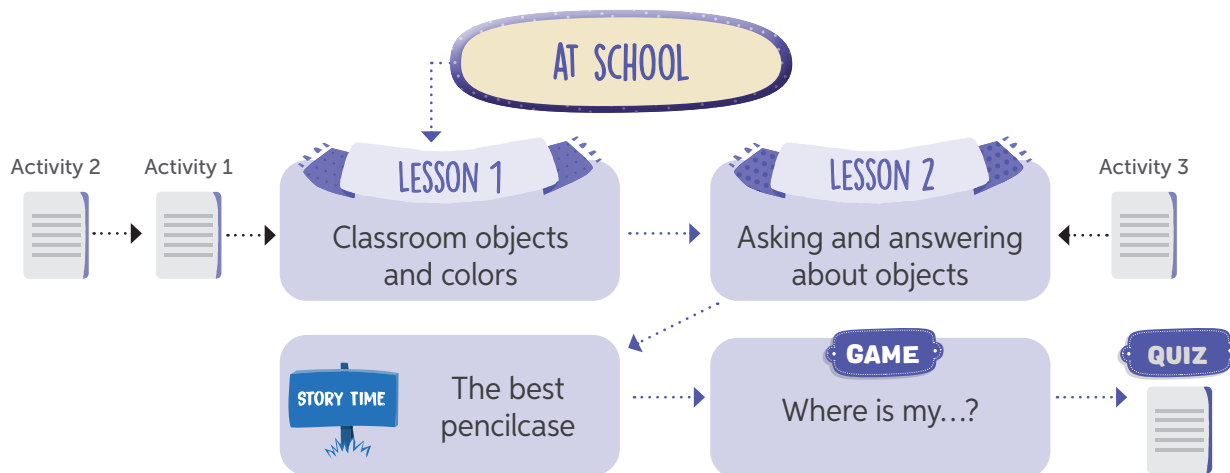 AT SCHOOL
Activity 2
Activity 1
LESSON 1
Classroom objects
and colors
LESSON 2
Asking and answering
about objects
Activity 3
STORY TIME
The best
pencilcase
GAME
Where is my...?
QUIZ